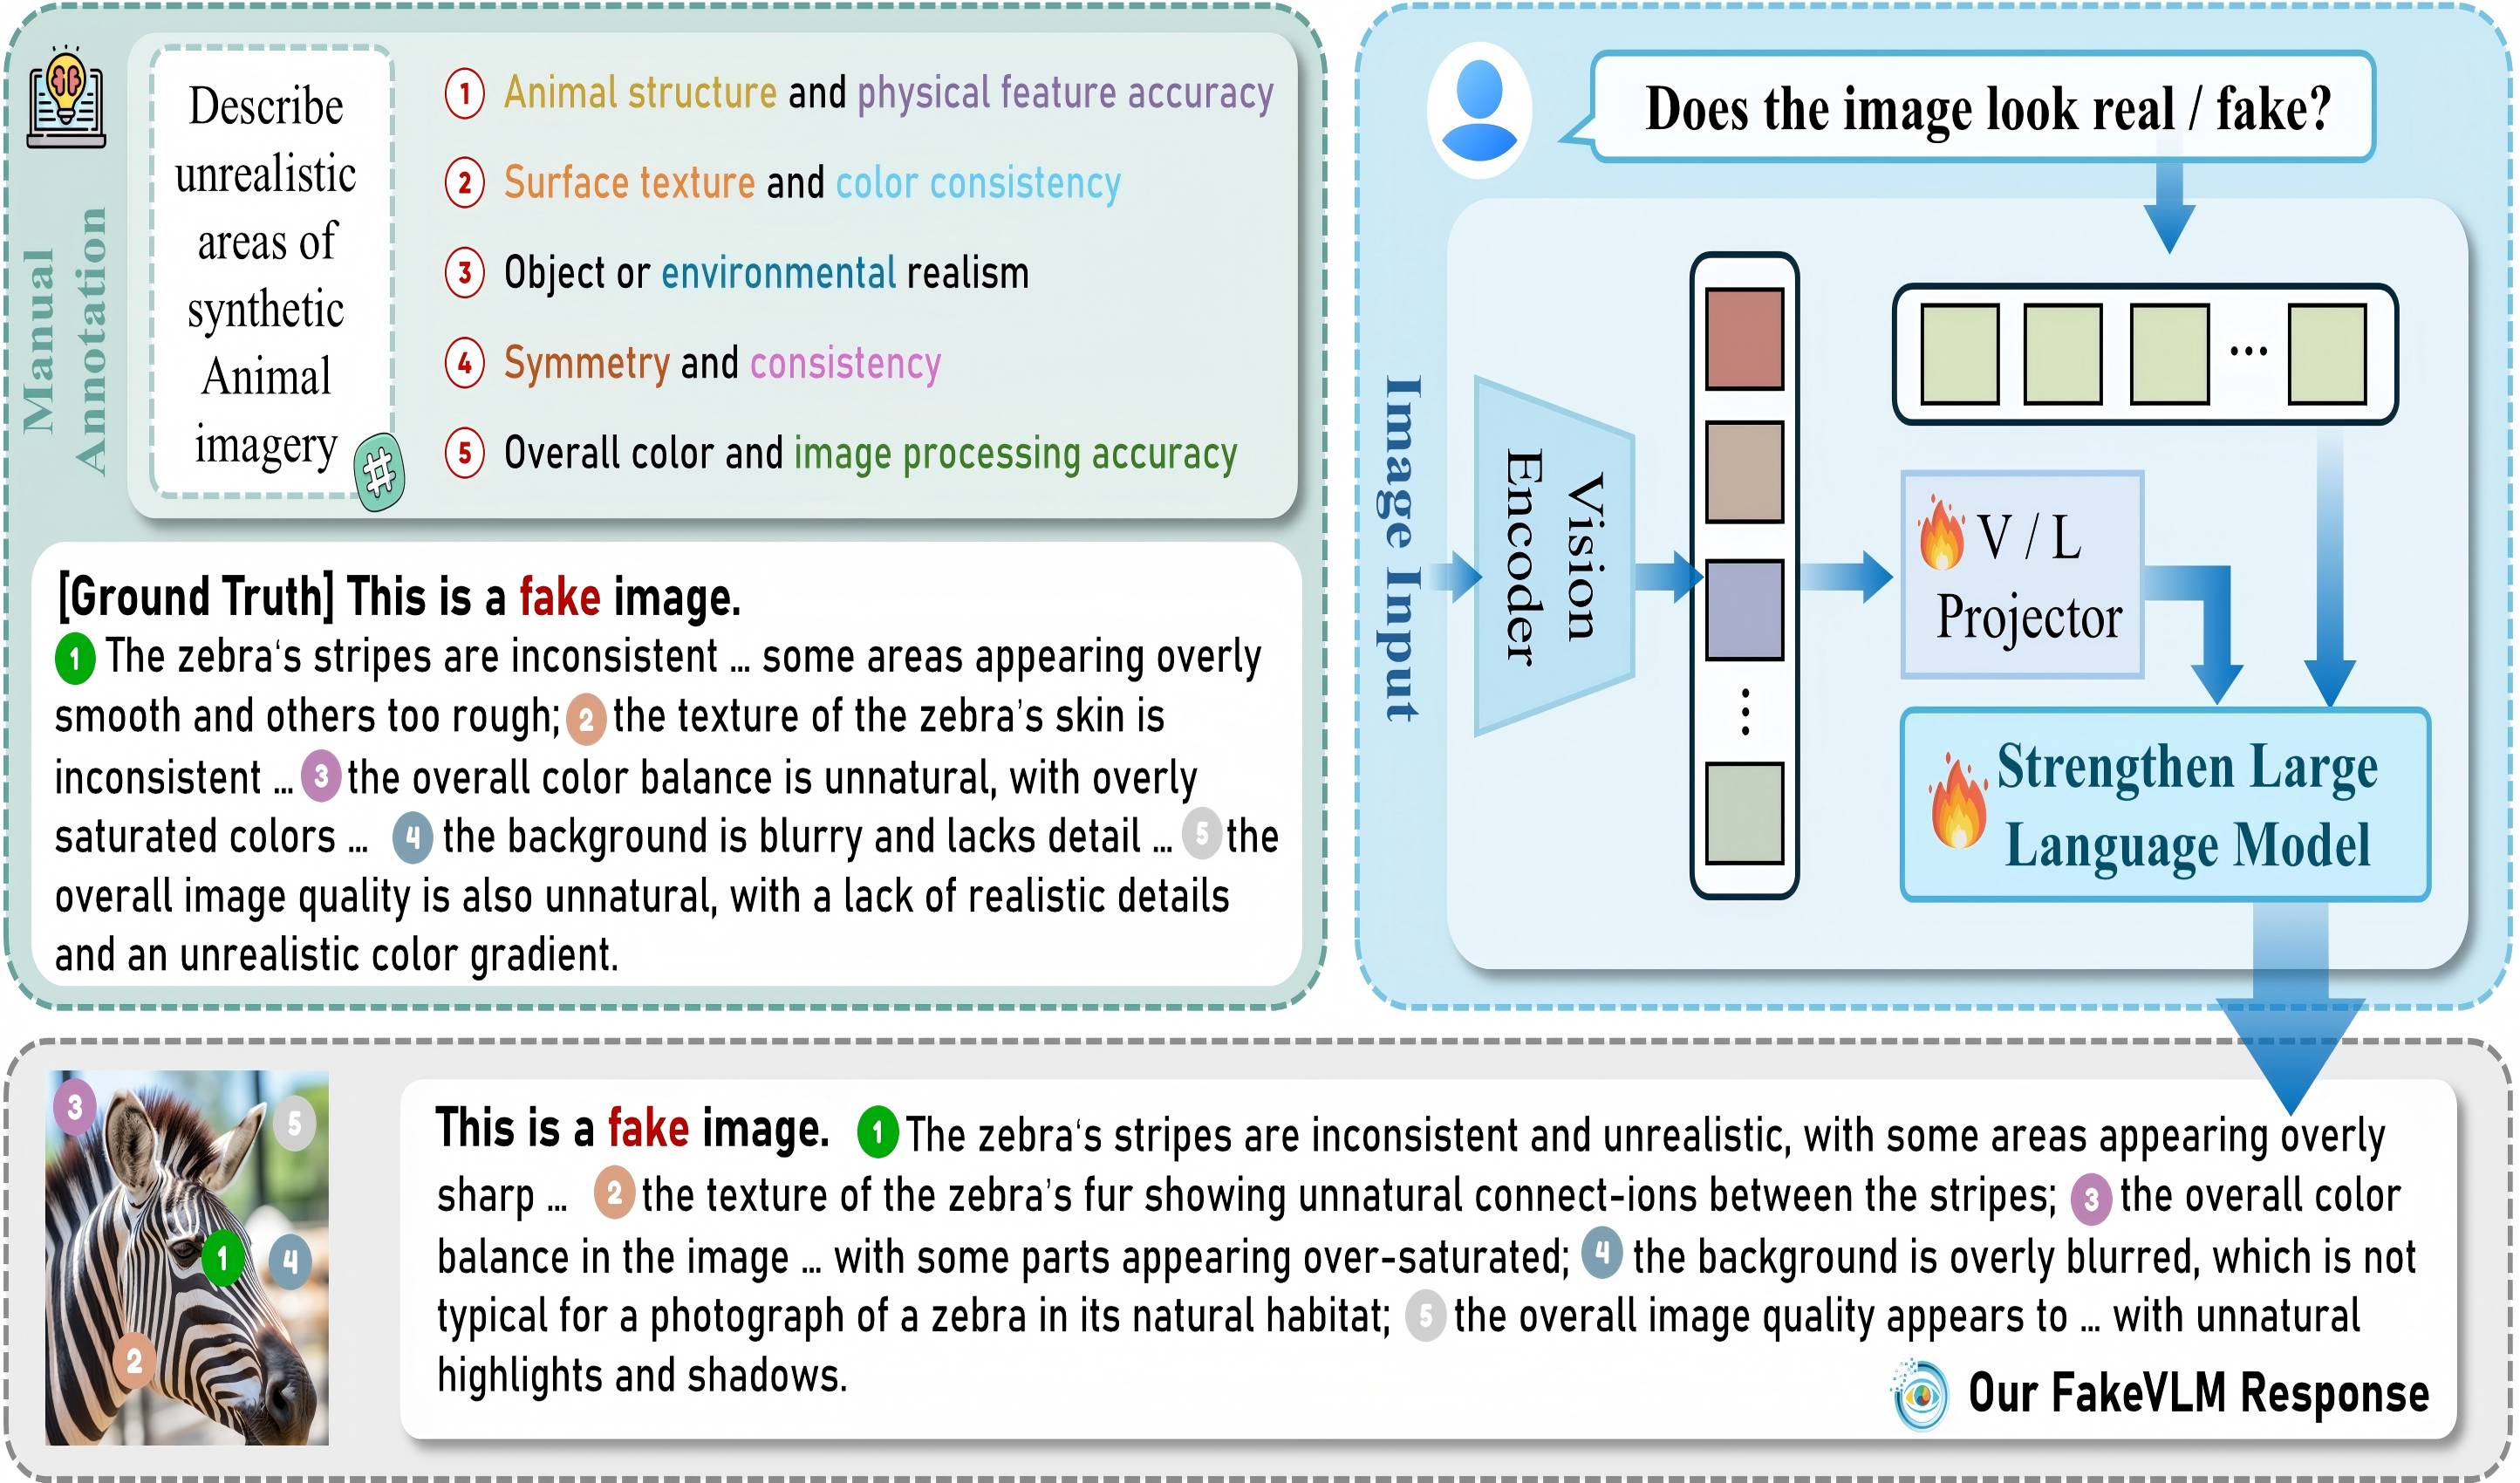 Manual
Annotation
Describe
unrealistic
areas of
synthetic
Animal
imagery
#
1 Animal structure and physical feature accuracy
2 Surface texture and color consistency
3 Object or environmental realism
4 Symmetry and consistency
5 Overall color and image processing accuracy
[Ground Truth] This is a fake image.
1 The zebra‘s stripes are inconsistent ... some areas appearing overly
smooth and others too rough; 2 the texture of the zebra’s skin is
inconsistent ... 3 the overall color balance is unnatural, with overly
saturated colors ... 4 the background is blurry and lacks detail ... 5 the
overall image quality is also unnatural, with a lack of realistic details
and an unrealistic color gradient.
Does the image look real / fake?
Image Input
Vision
Encoder
...
...
V / L
Projector
Strengthen Large
Language Model
3
5
1
4
2
This is a fake image. 1 The zebra‘s stripes are inconsistent and unrealistic, with some areas appearing overly
sharp ... 2 the texture of the zebra’s fur showing unnatural connect-ions between the stripes; 3 the overall color
balance in the image ... with some parts appearing over-saturated; 4 the background is overly blurred, which is not
typical for a photograph of a zebra in its natural habitat; 5 the overall image quality appears to ... with unnatural
highlights and shadows.
Our FakeVLM Response